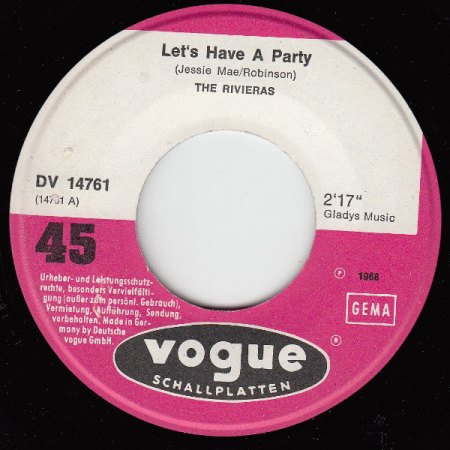 Let's Have A Party
(Jessie Mae/Robinson)
THE RIVIERAS
DV 14761
(14761 A)
2'17"
Gladys Music
45
Urheber- und Leistungsschutz-
rechte, besonders Vervielfälti-
gung (außer zum persönl. Gebrauch),
Vermietung, Aufführung, Sendung,
vorbehalten. Made in Ger-
many by Deutsche
vogue GmbH.
℗ 1968
GEMA
®
vogue
SCHALLPLATTEN